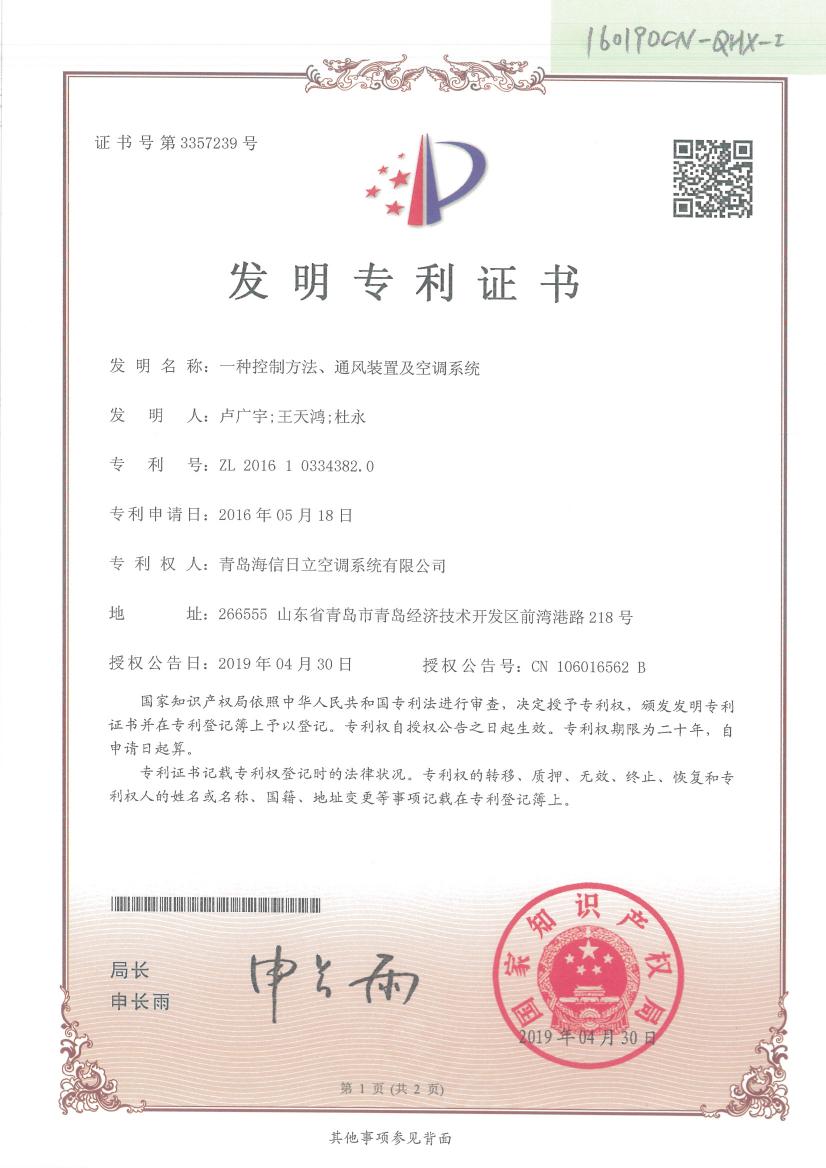 160190CN-QHX-I
证书号第3357239号
发明专利证书
发明名称：一种控制方法、通风装置及空调系统
发明人：卢广宇;王天鸿;杜永
专利号：ZL 2016 1 0334382.0
专利申请日：2016年05月18日
专利权人：青岛海信日立空调系统有限公司
地址：266555 山东省青岛市青岛经济技术开发区前湾港路218号
授权公告日：2019年04月30日 授权公告号：CN 106016562 B
国家知识产权局依照中华人民共和国专利法进行审查，决定授予专利权，颁发发明专利
证书并在专利登记簿上予以登记。专利权自授权公告之日起生效。专利权期限为二十年，自
申请日起算。
专利证书记载专利权登记时的法律状况。专利权的转移、质押、无效、终止、恢复和专
利权人的姓名或名称、国籍、地址变更等事项记载在专利登记簿上。
局长
申长雨
申长雨
国家知识产权局
2019年04月30日
第 1 页 (共 2 页)
其他事项参见背面